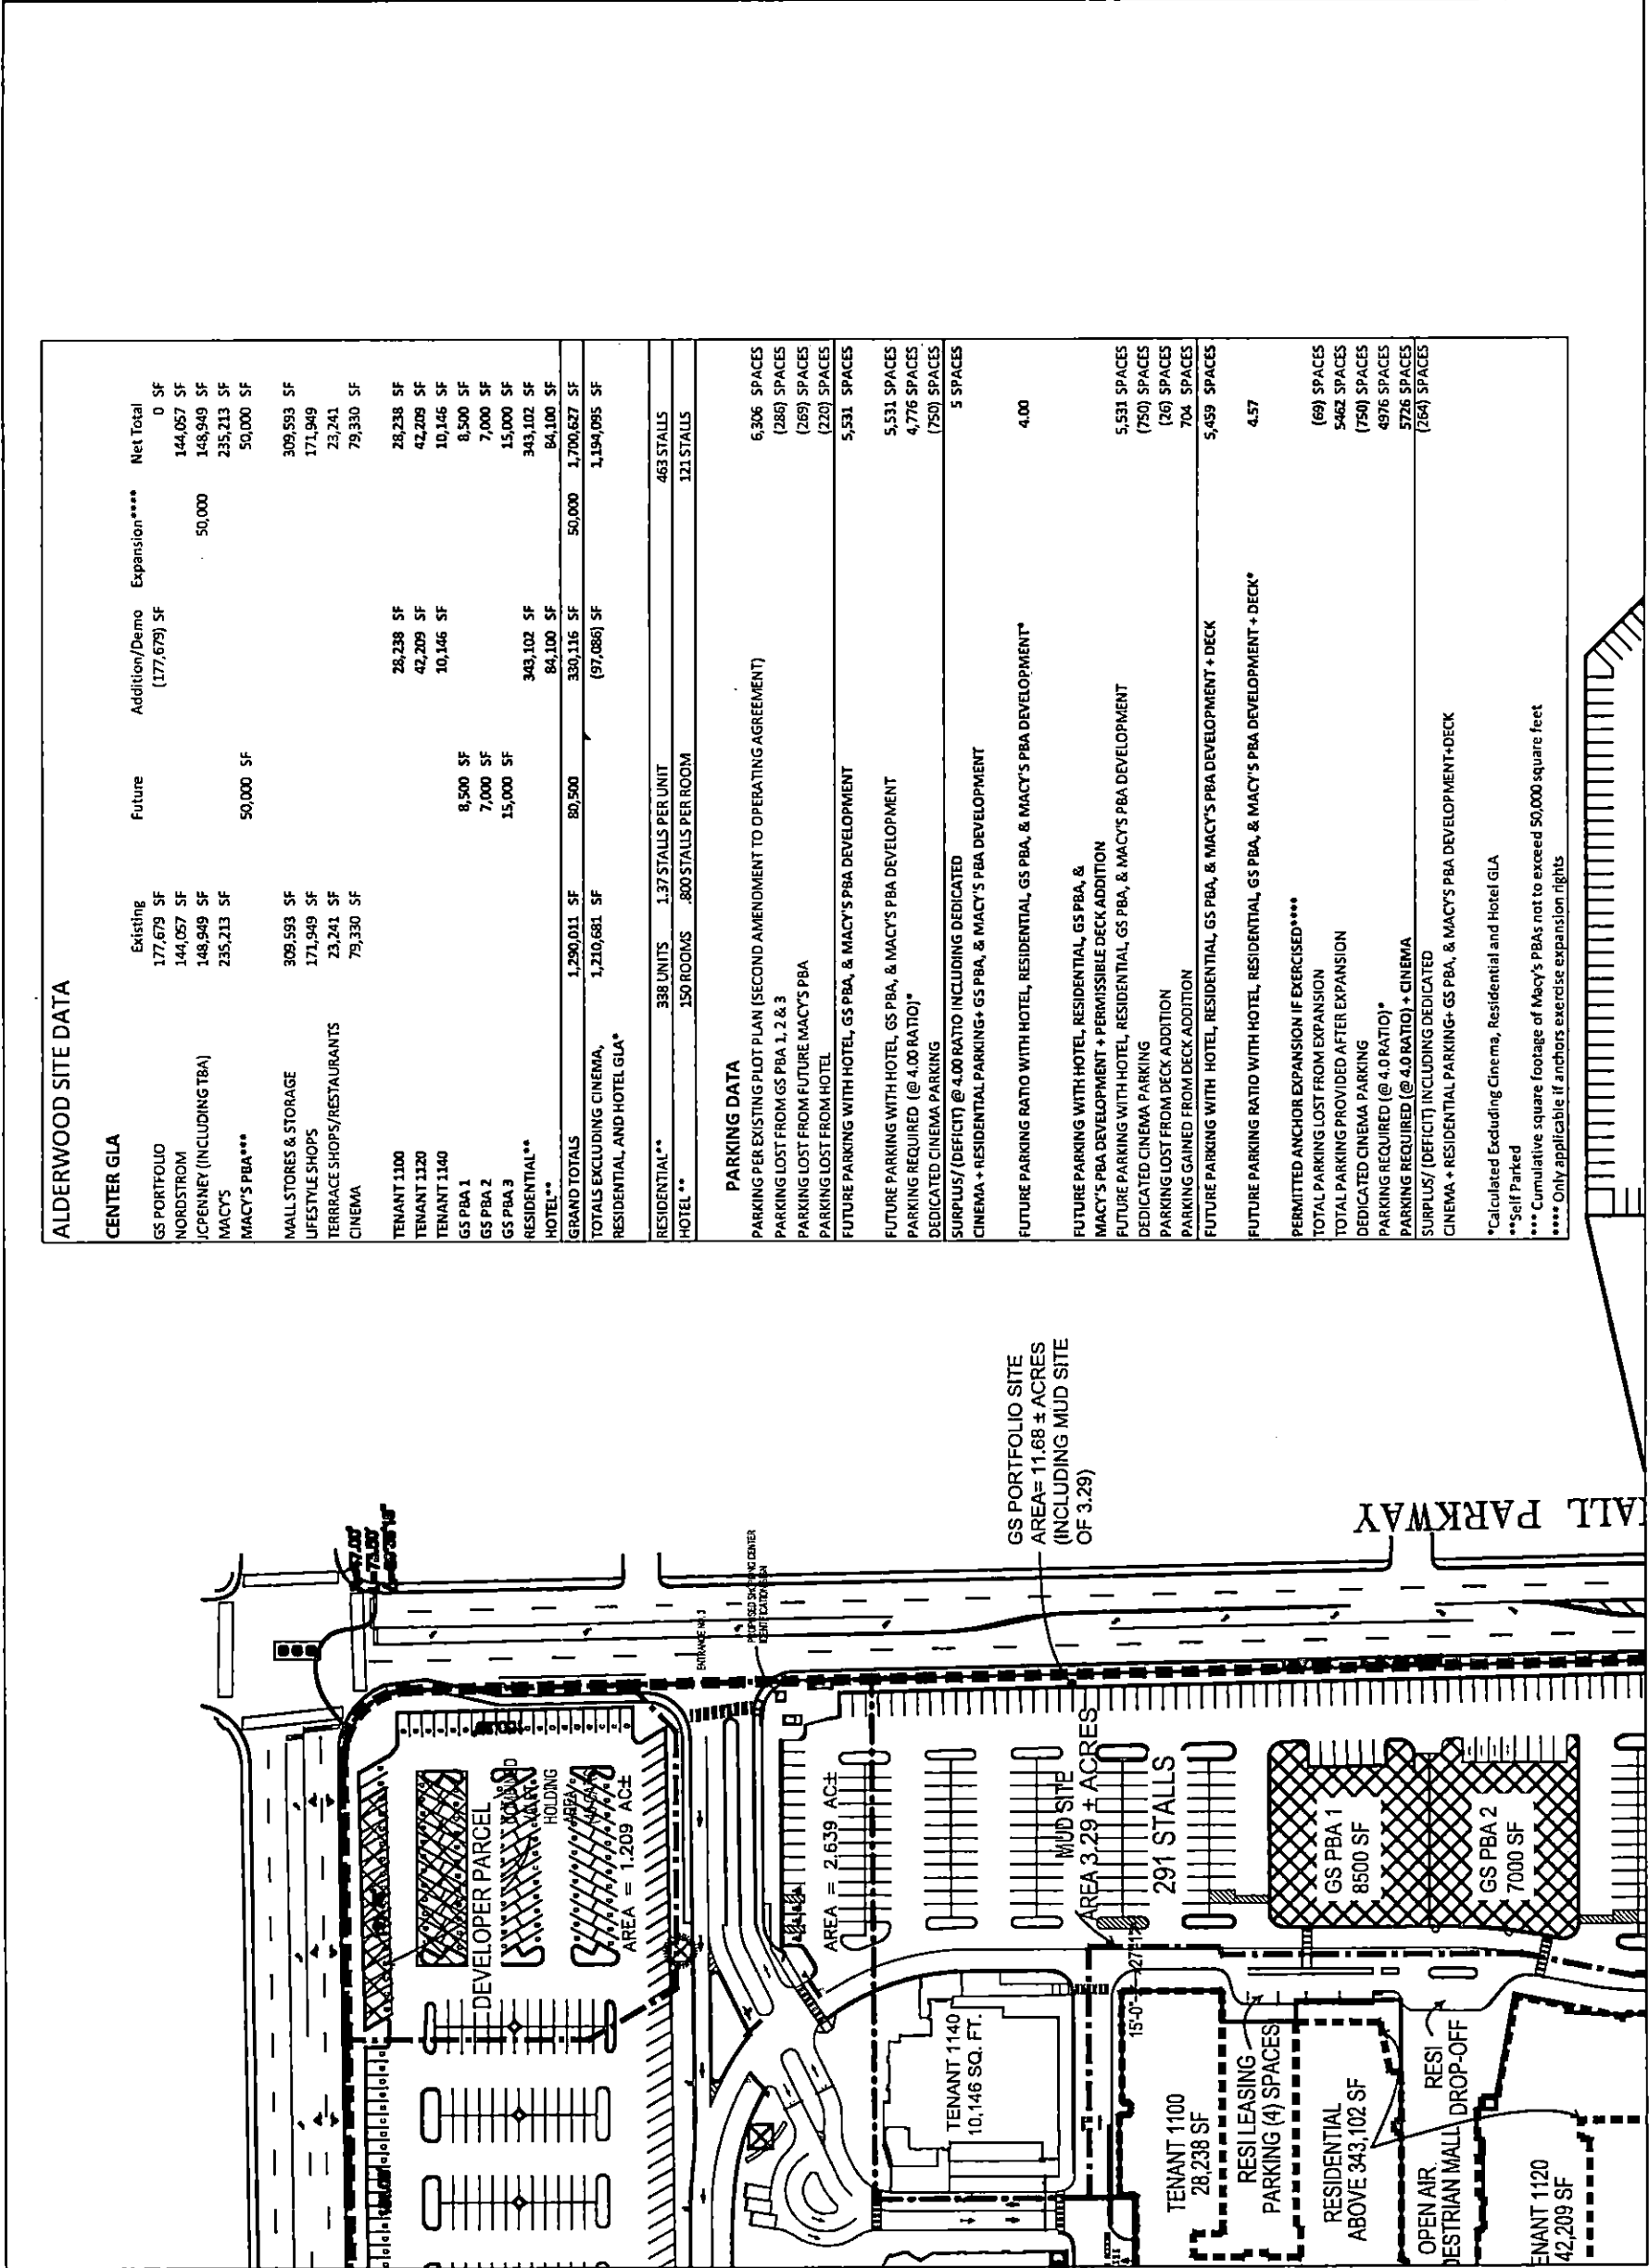 ALDERWOOD SITE DATA
CENTER GLA
Existing Future Addition/Demo Expansion**** Net Total
GS PORTFOLIO 177,679 SF (177,679) SF 0 SF
NORDSTROM 144,057 SF 144,057 SF
JCPENNEY (INCLUDING TBA) 148,949 SF 50,000 148,949 SF
MACY'S 235,213 SF 235,213 SF
MACY'S PBA*** 50,000 SF 50,000 SF
MALL STORES & STORAGE 309,593 SF 309,593 SF
LIFESTYLE SHOPS 171,949 SF 171,949
TERRACE SHOPS/RESTAURANTS 23,241 SF 23,241
CINEMA 79,330 SF 79,330 SF
TENANT 1100 28,238 SF 28,238 SF
TENANT 1120 42,209 SF 42,209 SF
TENANT 1140 10,146 SF 10,146 SF
GS PBA 1 8,500 SF 8,500 SF
GS PBA 2 7,000 SF 7,000 SF
GS PBA 3 15,000 SF 15,000 SF
RESIDENTIAL** 343,102 SF 343,102 SF
HOTEL** 84,100 SF 84,100 SF
GRAND TOTALS 1,290,011 SF 80,500 330,116 SF 50,000 1,700,627 SF
TOTALS EXCLUDING CINEMA, 1,210,681 SF (97,086) SF 1,194,095 SF
RESIDENTIAL, AND HOTEL GLA*
RESIDENTIAL** 338 UNITS 1.37 STALLS PER UNIT 463 STALLS
HOTEL ** 150 ROOMS .800 STALLS PER ROOM 121 STALLS
PARKING DATA
PARKING PER EXISTING PLOT PLAN (SECOND AMENDMENT TO OPERATING AGREEMENT) 6,306 SPACES
PARKING LOST FROM GS PBA 1, 2 & 3 (286) SPACES
PARKING LOST FROM FUTURE MACY'S PBA (269) SPACES
PARKING LOST FROM HOTEL (220) SPACES
FUTURE PARKING WITH HOTEL, GS PBA, & MACY'S PBA DEVELOPMENT 5,531 SPACES
FUTURE PARKING WITH HOTEL, GS PBA, & MACY'S PBA DEVELOPMENT 5,531 SPACES
PARKING REQUIRED (@ 4.00 RATIO)* 4,776 SPACES
DEDICATED CINEMA PARKING (750) SPACES
SURPLUS/ (DEFICIT) @ 4.00 RATIO INCLUDING DEDICATED 5 SPACES
CINEMA + RESIDENTIAL PARKING+ GS PBA, & MACY'S PBA DEVELOPMENT
FUTURE PARKING RATIO WITH HOTEL, RESIDENTIAL, GS PBA, & MACY'S PBA DEVELOPMENT* 4.00
FUTURE PARKING WITH HOTEL, RESIDENTIAL, GS PBA, &
MACY'S PBA DEVELOPMENT + PERMISSIBLE DECK ADDITION
FUTURE PARKING WITH HOTEL, RESIDENTIAL, GS PBA, & MACY'S PBA DEVELOPMENT 5,531 SPACES
DEDICATED CINEMA PARKING (750) SPACES
PARKING LOST FROM DECK ADDITION (26) SPACES
PARKING GAINED FROM DECK ADDITION 704 SPACES
FUTURE PARKING WITH HOTEL, RESIDENTIAL, GS PBA, & MACY'S PBA DEVELOPMENT + DECK 5,459 SPACES
FUTURE PARKING RATIO WITH HOTEL, RESIDENTIAL, GS PBA, & MACY'S PBA DEVELOPMENT + DECK* 4.57
PERMITTED ANCHOR EXPANSION IF EXERCISED****
TOTAL PARKING LOST FROM EXPANSION (69) SPACES
TOTAL PARKING PROVIDED AFTER EXPANSION 5462 SPACES
DEDICATED CINEMA PARKING (750) SPACES
PARKING REQUIRED (@ 4.0 RATIO)* 4976 SPACES
PARKING REQUIRED (@ 4.0 RATIO) + CINEMA 5726 SPACES
SURPLUS/ (DEFICIT) INCLUDING DEDICATED (264) SPACES
CINEMA + RESIDENTIAL PARKING+ GS PBA, & MACY'S PBA DEVELOPMENT+DECK
*Calculated Excluding Cinema, Residential and Hotel GLA
**Self Parked
*** Cumulative square footage of Macy's PBAs not to exceed 50,000 square feet
**** Only applicable if anchors exercise expansion rights
DEVELOPER PARCEL
HOLDING
AREA
AREA = 1.209 AC±
ENTRANCE NO. 3
PROPOSED SHOPPING CENTER
IDENTIFICATION SIGN
GS PORTFOLIO SITE
AREA= 11.68 ± ACRES
(INCLUDING MUD SITE
OF 3.29)
AREA = 2.639 AC±
MUD SITE
AREA 3.29 ± ACRES
291 STALLS
GS PBA 1
8500 SF
GS PBA 2
7000 SF
TENANT 1140
10,146 SQ. FT.
15'-0"
TENANT 1100
28,238 SF
RESI LEASING
PARKING (4) SPACES
RESIDENTIAL
ABOVE 343,102 SF
RESI
DROP-OFF
OPEN AIR
DESTRIAN MALL
ENANT 1120
42,209 SF
ALL PARKWAY